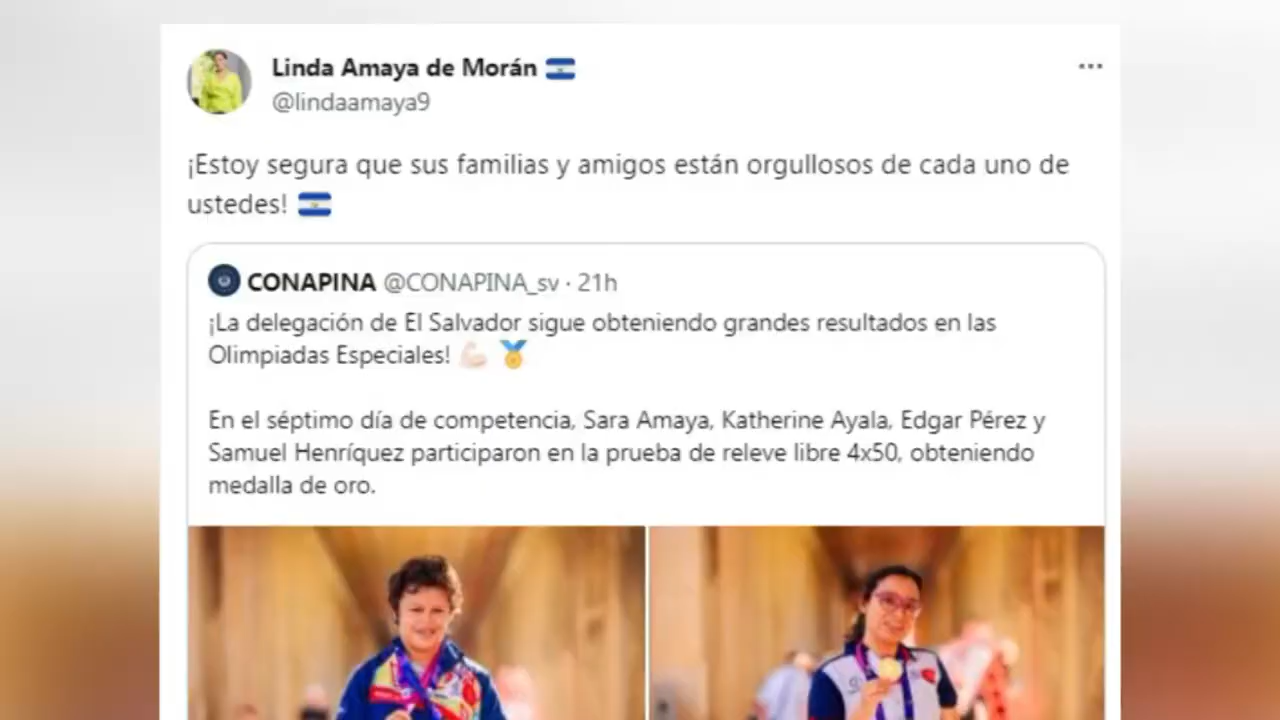 Linda Amaya de Morán 🇸🇻
...
@lindaamaya9
¡Estoy segura que sus familias y amigos están orgullosos de cada uno de
ustedes! 🇸🇻
CONAPINA @CONAPINA_sv · 21h
¡La delegación de El Salvador sigue obteniendo grandes resultados en las
Olimpiadas Especiales! 💪🏻 🏅
En el séptimo día de competencia, Sara Amaya, Katherine Ayala, Edgar Pérez y
Samuel Henríquez participaron en la prueba de releve libre 4x50, obteniendo
medalla de oro.